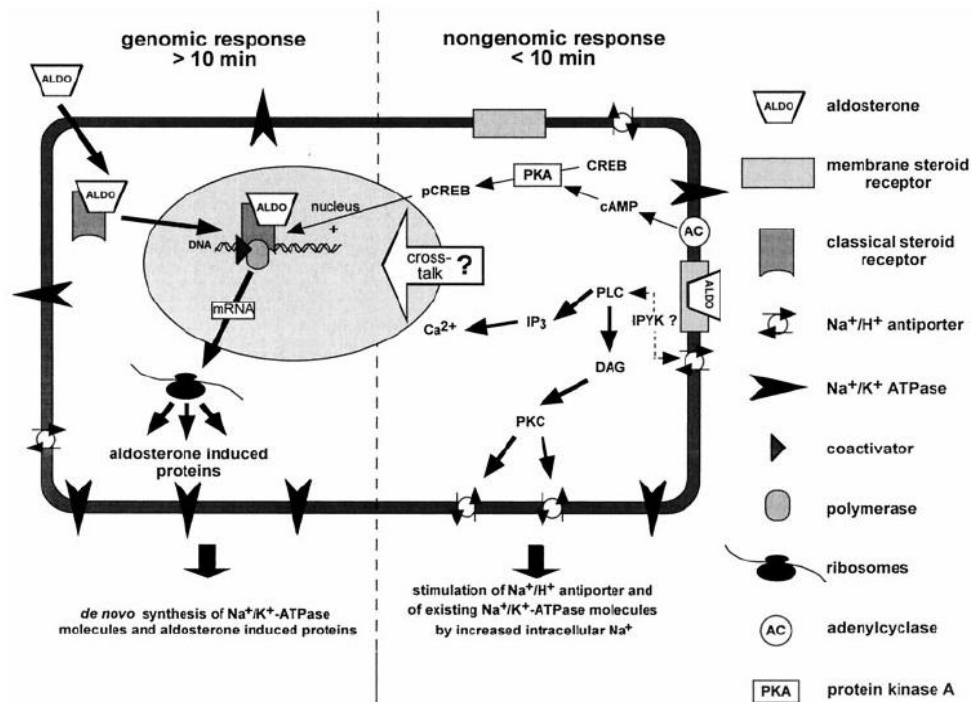 genomic response
> 10 min
nongenomic response
< 10 min
ALDO
ALDO
ALDO
nucleus
+
DNA
mRNA
aldosterone induced
proteins
pCREB
PKA
CREB
cAMP
AC
ALDO
cross-
talk
?
PLC
IPYK ?
IP3
Ca2+
DAG
PKC
de novo synthesis of Na+/K+-ATPase
molecules and aldosterone induced proteins
stimulation of Na+/H+ antiporter and
of existing Na+/K+-ATPase molecules
by increased intracellular Na+
ALDO aldosterone
membrane steroid
receptor
classical steroid
receptor
Na+/H+ antiporter
Na+/K+ ATPase
coactivator
polymerase
ribosomes
AC adenylcyclase
PKA protein kinase A